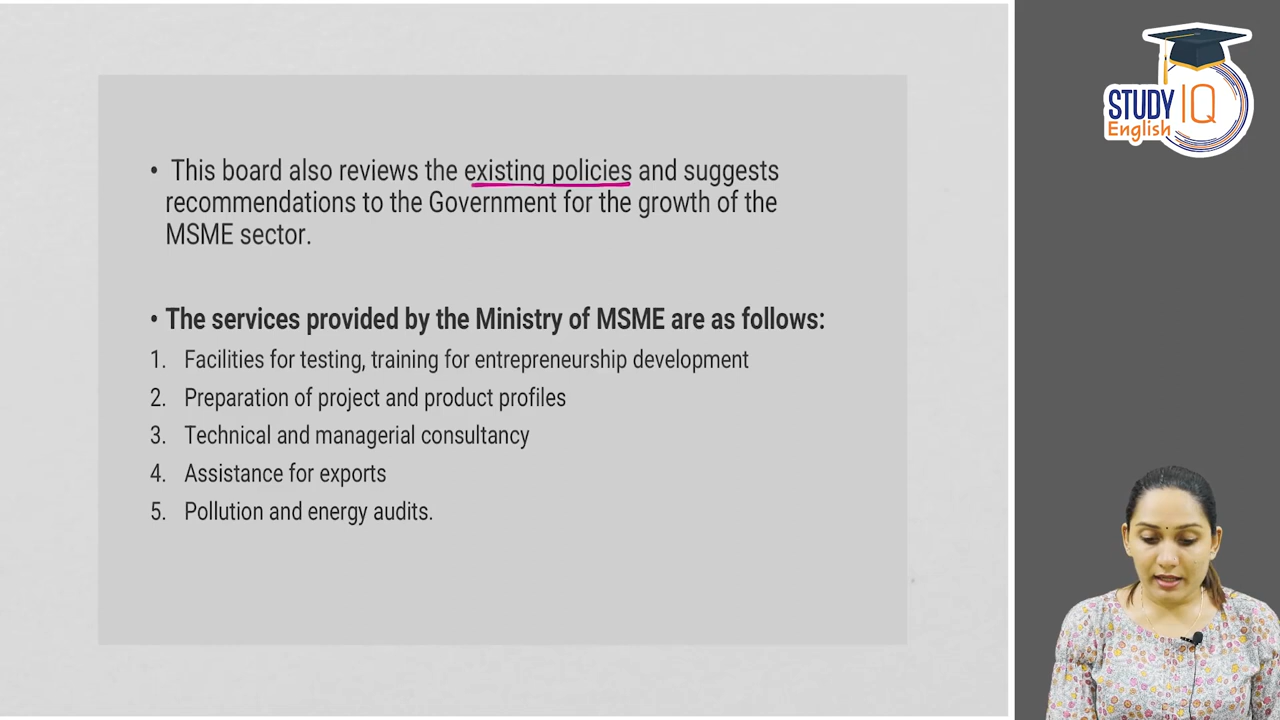 • This board also reviews the existing policies and suggests
recommendations to the Government for the growth of the
MSME sector.
• The services provided by the Ministry of MSME are as follows:
1. Facilities for testing, training for entrepreneurship development
2. Preparation of project and product profiles
3. Technical and managerial consultancy
4. Assistance for exports
5. Pollution and energy audits.
STUDY IQ
English